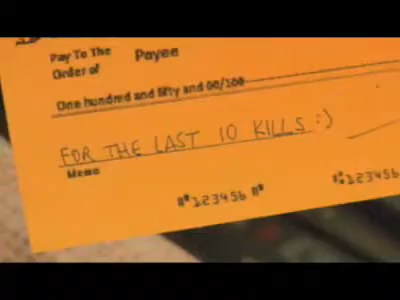 Pay To The
Order of
Payee
One hundred and fifty and 00/100
FOR THE LAST 10 KILLS :)
Memo
⑈123456⑈
⑆123456